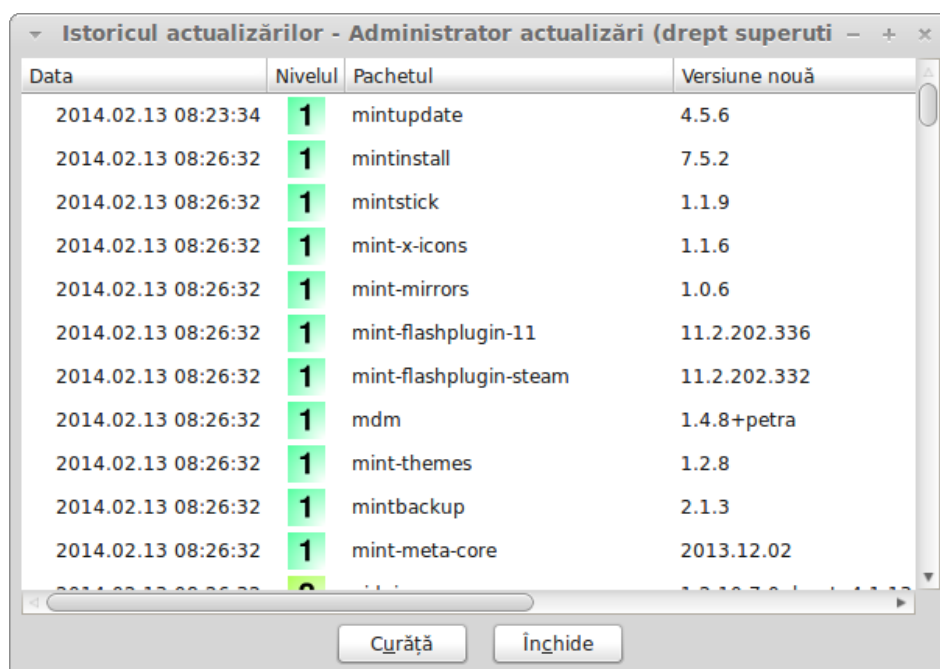 Istoricul actualizărilor - Administrator actualizări (drept superuti
Data Nivelul Pachetul Versiune nouă
2014.02.13 08:23:34 1 mintupdate 4.5.6
2014.02.13 08:26:32 1 mintinstall 7.5.2
2014.02.13 08:26:32 1 mintstick 1.1.9
2014.02.13 08:26:32 1 mint-x-icons 1.1.6
2014.02.13 08:26:32 1 mint-mirrors 1.0.6
2014.02.13 08:26:32 1 mint-flashplugin-11 11.2.202.336
2014.02.13 08:26:32 1 mint-flashplugin-steam 11.2.202.332
2014.02.13 08:26:32 1 mdm 1.4.8+petra
2014.02.13 08:26:32 1 mint-themes 1.2.8
2014.02.13 08:26:32 1 mintbackup 2.1.3
2014.02.13 08:26:32 1 mint-meta-core 2013.12.02
2014.02.13 08:26:32
Curăță Închide